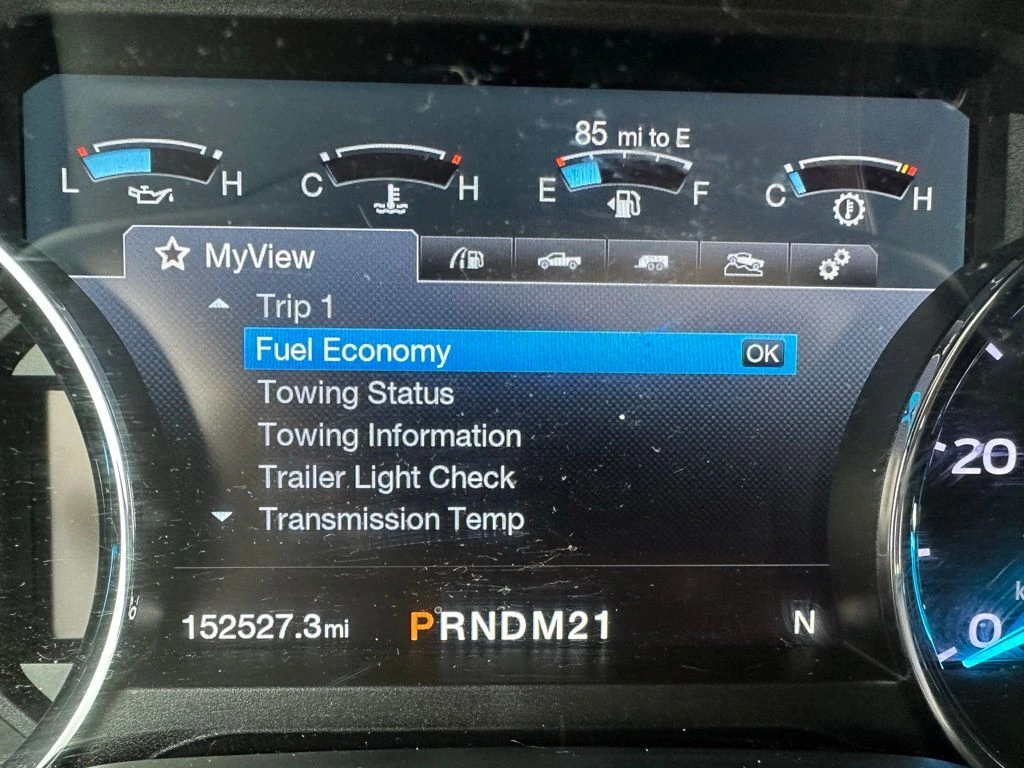 85 mi to E
L H C H E F C H
MyView
Trip 1
Fuel Economy OK
Towing Status
Towing Information
Trailer Light Check
Transmission Temp
152527.3mi PRNDM21 N
20
0